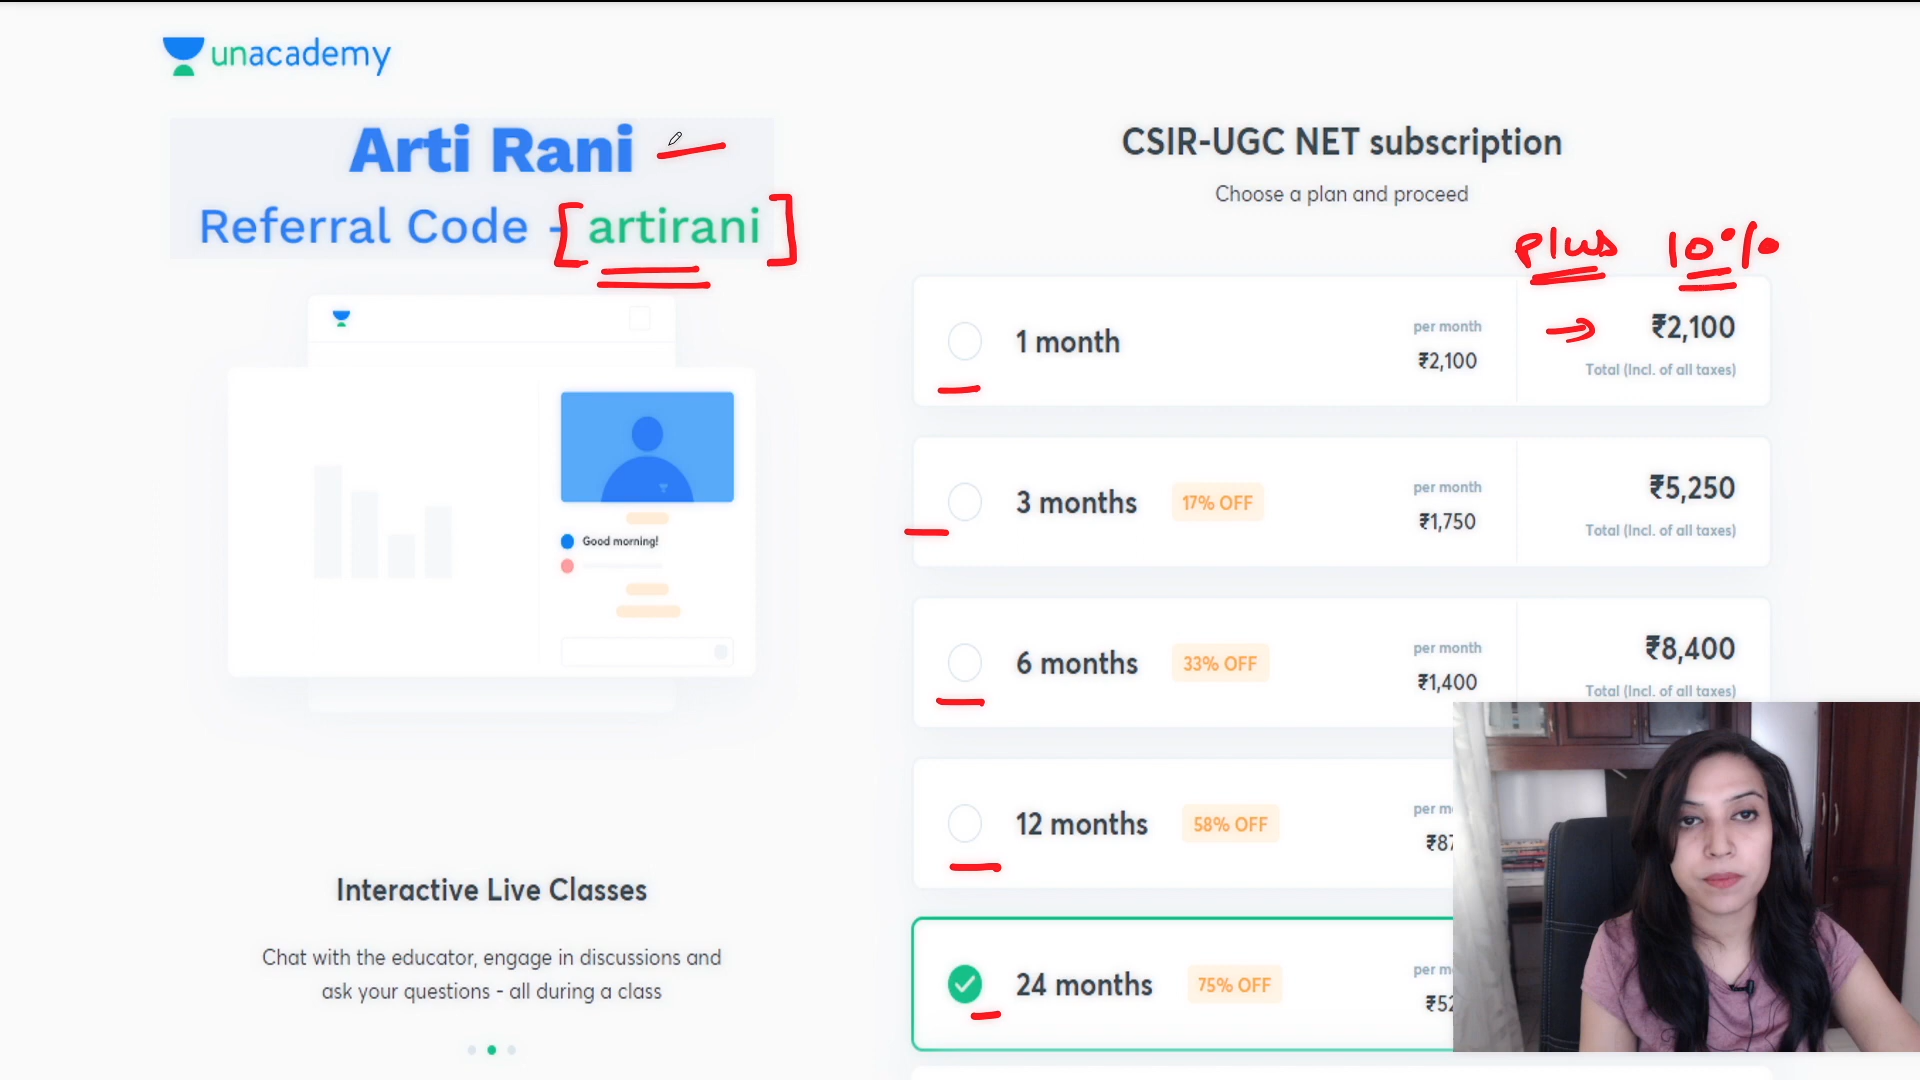 unacademy
Arti Rani
Referral Code - [artirani]
Good morning!
Interactive Live Classes
Chat with the educator, engage in discussions and
ask your questions - all during a class
CSIR-UGC NET subscription
Choose a plan and proceed
plus 10%
1 month
per month
₹2,100
₹2,100
Total (Incl. of all taxes)
3 months
17% OFF
per month
₹1,750
₹5,250
Total (Incl. of all taxes)
6 months
33% OFF
per month
₹1,400
₹8,400
Total (Incl. of all taxes)
12 months
58% OFF
per m
₹87
24 months
75% OFF
per m
₹52